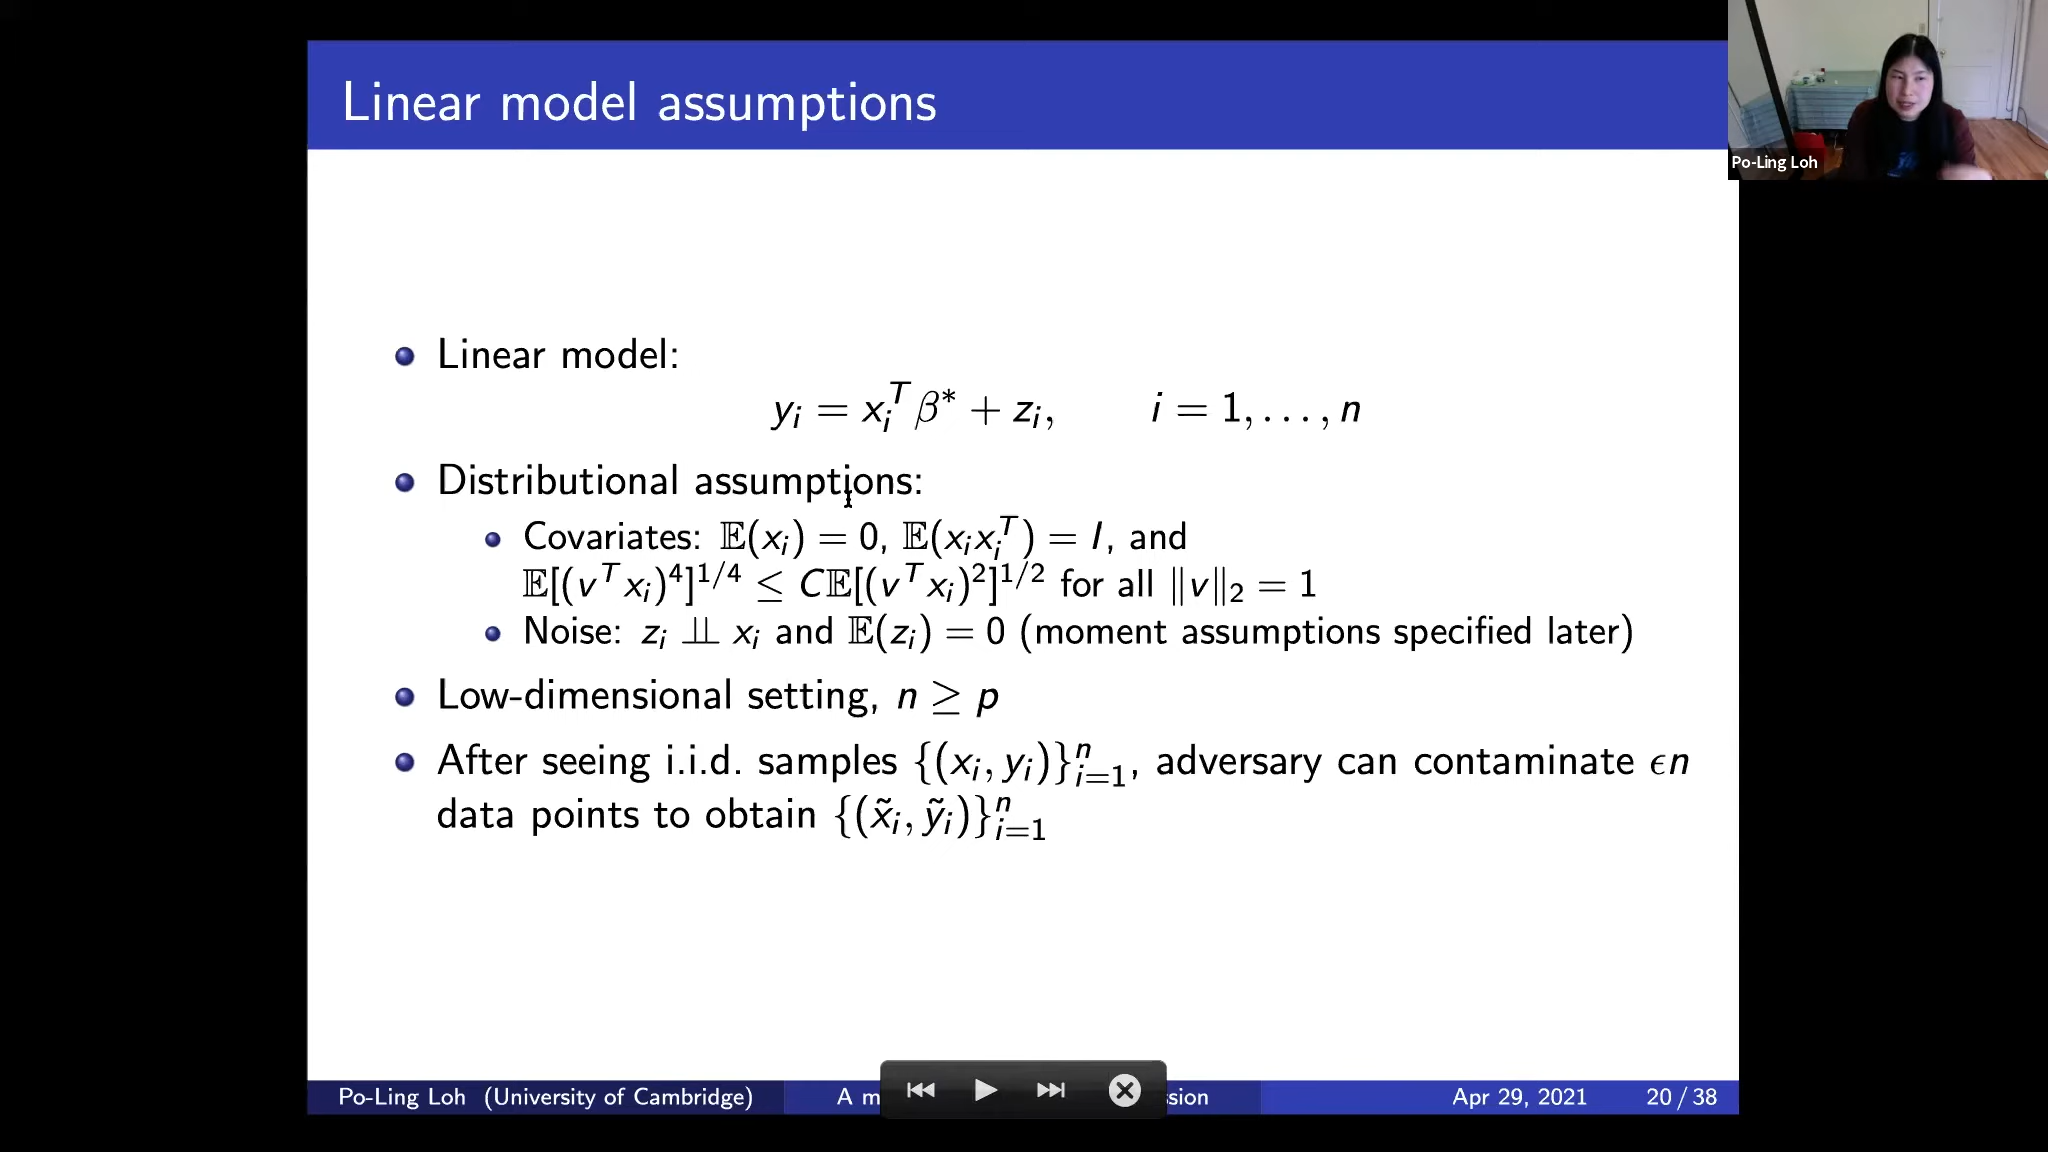 Linear model assumptions
Po-Ling Loh
Linear model:
y_i = x_i^T β* + z_i, i = 1, . . . , n
Distributional assumptions:
Covariates: 𝔼(x_i) = 0, 𝔼(x_i x_i^T) = I, and
𝔼[(v^T x_i)^4]^{1/4} ≤ C𝔼[(v^T x_i)^2]^{1/2} for all ‖v‖_2 = 1
Noise: z_i ⫫ x_i and 𝔼(z_i) = 0 (moment assumptions specified later)
Low-dimensional setting, n ≥ p
After seeing i.i.d. samples {(x_i, y_i)}_{i=1}^n, adversary can contaminate ϵn
data points to obtain {(x̃_i, ỹ_i)}_{i=1}^n
Po-Ling Loh (University of Cambridge) A m sion Apr 29, 2021 20 / 38